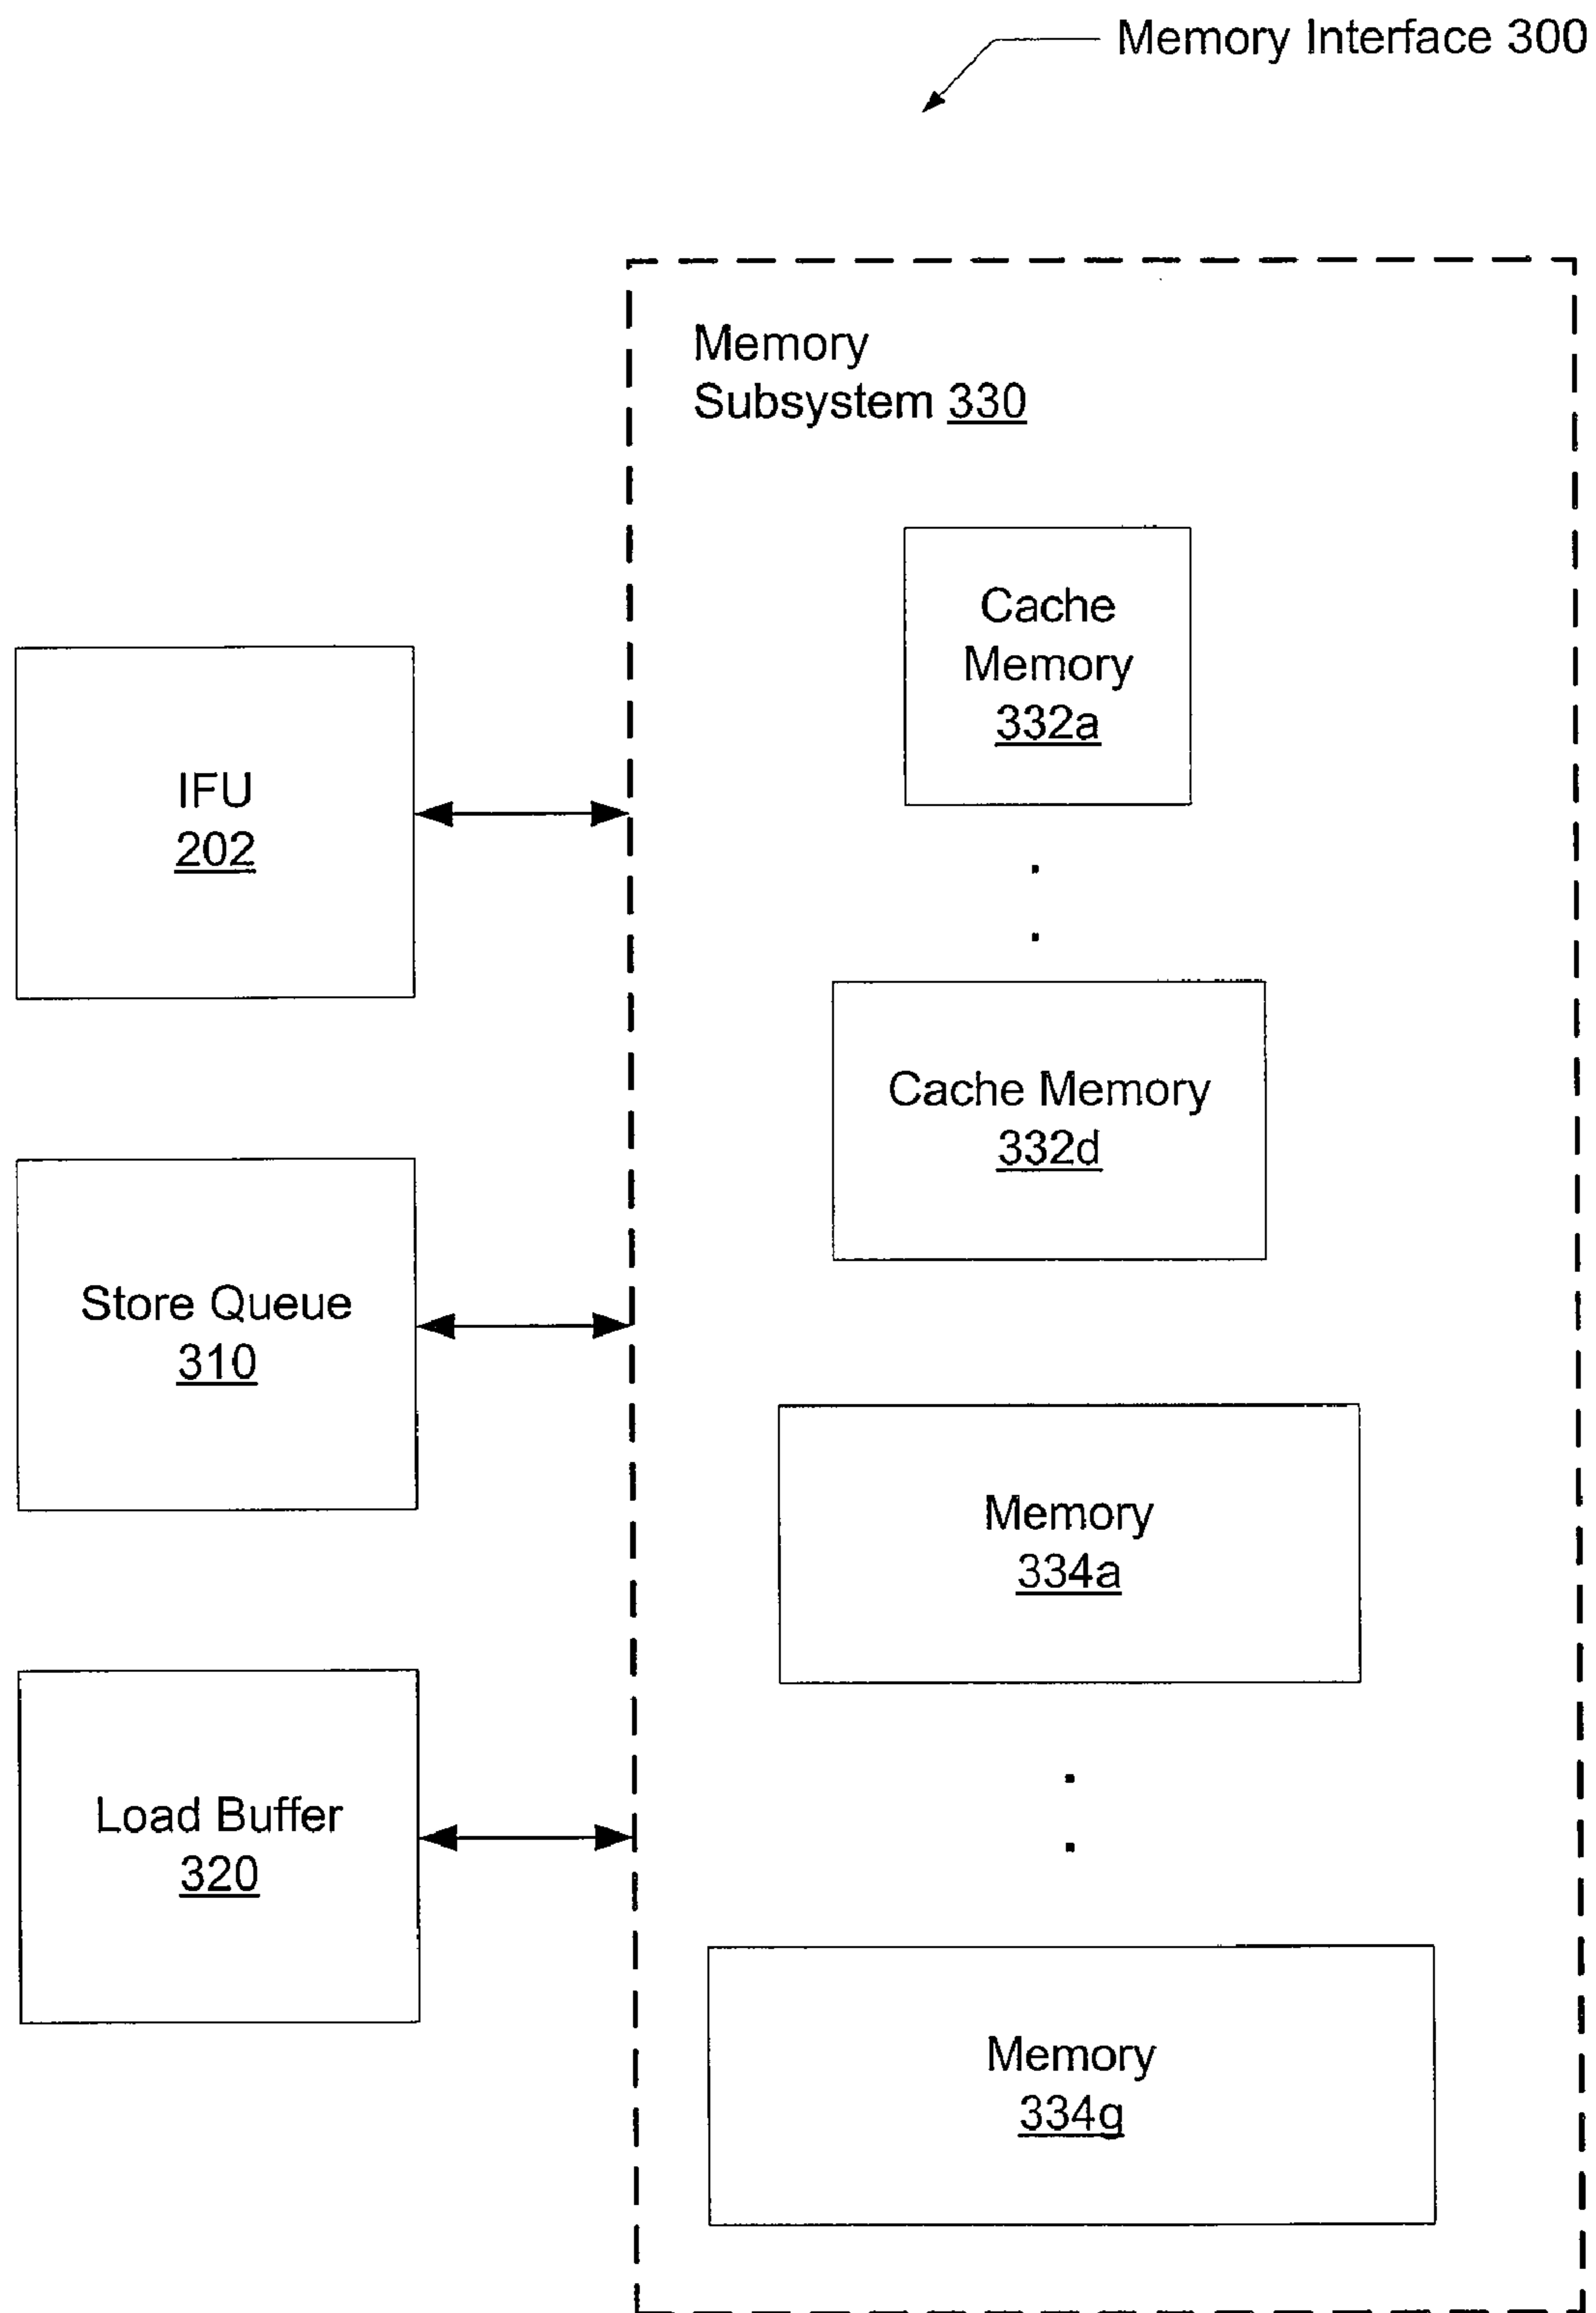 Memory Interface 300
Memory
Subsystem 330
Cache
Memory
332a
IFU
202
Cache Memory
332d
Store Queue
310
Memory
334a
Load Buffer
320
Memory
334g